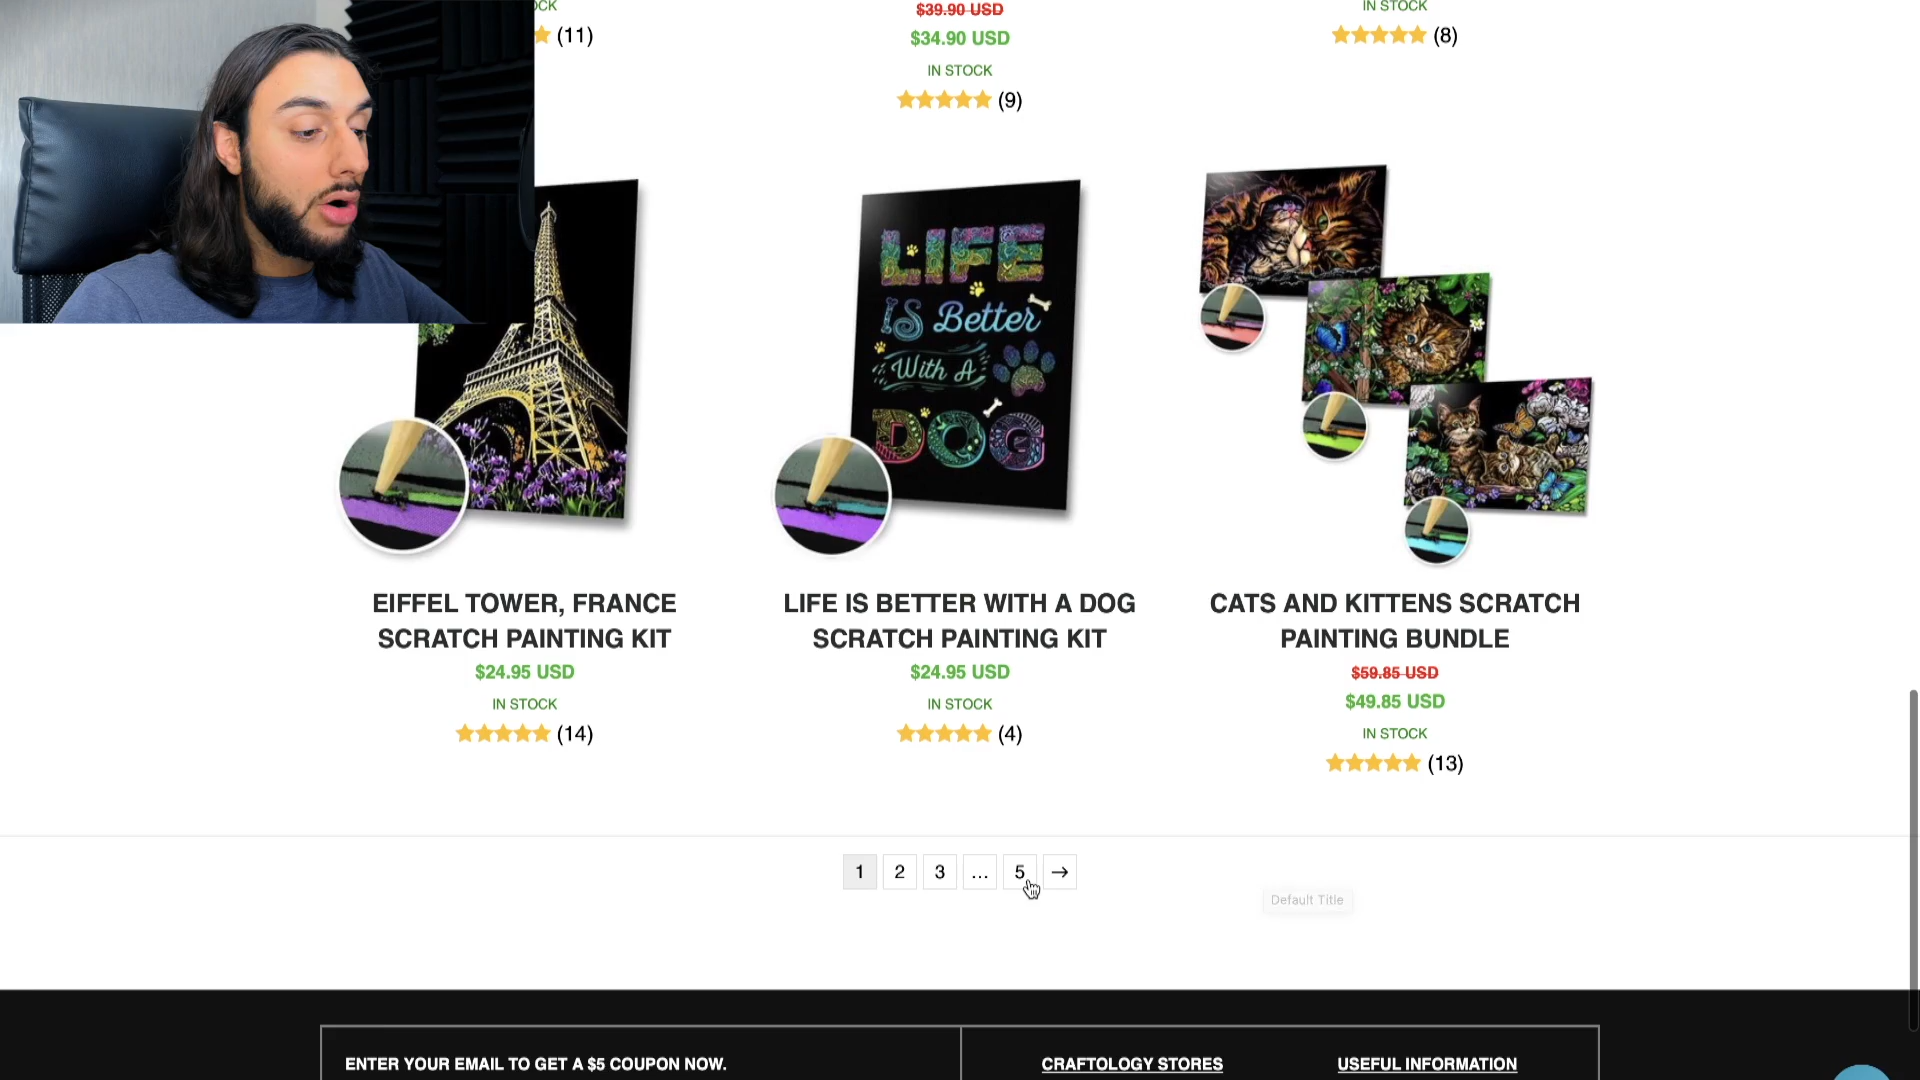 OCK
(11)
$39.90 USD
$34.90 USD
IN STOCK
(9)
IN STOCK
(8)
LIFE
IS Better
With A
DOG
EIFFEL TOWER, FRANCE
SCRATCH PAINTING KIT
$24.95 USD
IN STOCK
(14)
LIFE IS BETTER WITH A DOG
SCRATCH PAINTING KIT
$24.95 USD
IN STOCK
(4)
CATS AND KITTENS SCRATCH
PAINTING BUNDLE
$59.85 USD
$49.85 USD
IN STOCK
(13)
1 2 3 ... 5 →
Default Title
ENTER YOUR EMAIL TO GET A $5 COUPON NOW.
CRAFTOLOGY STORES
USEFUL INFORMATION